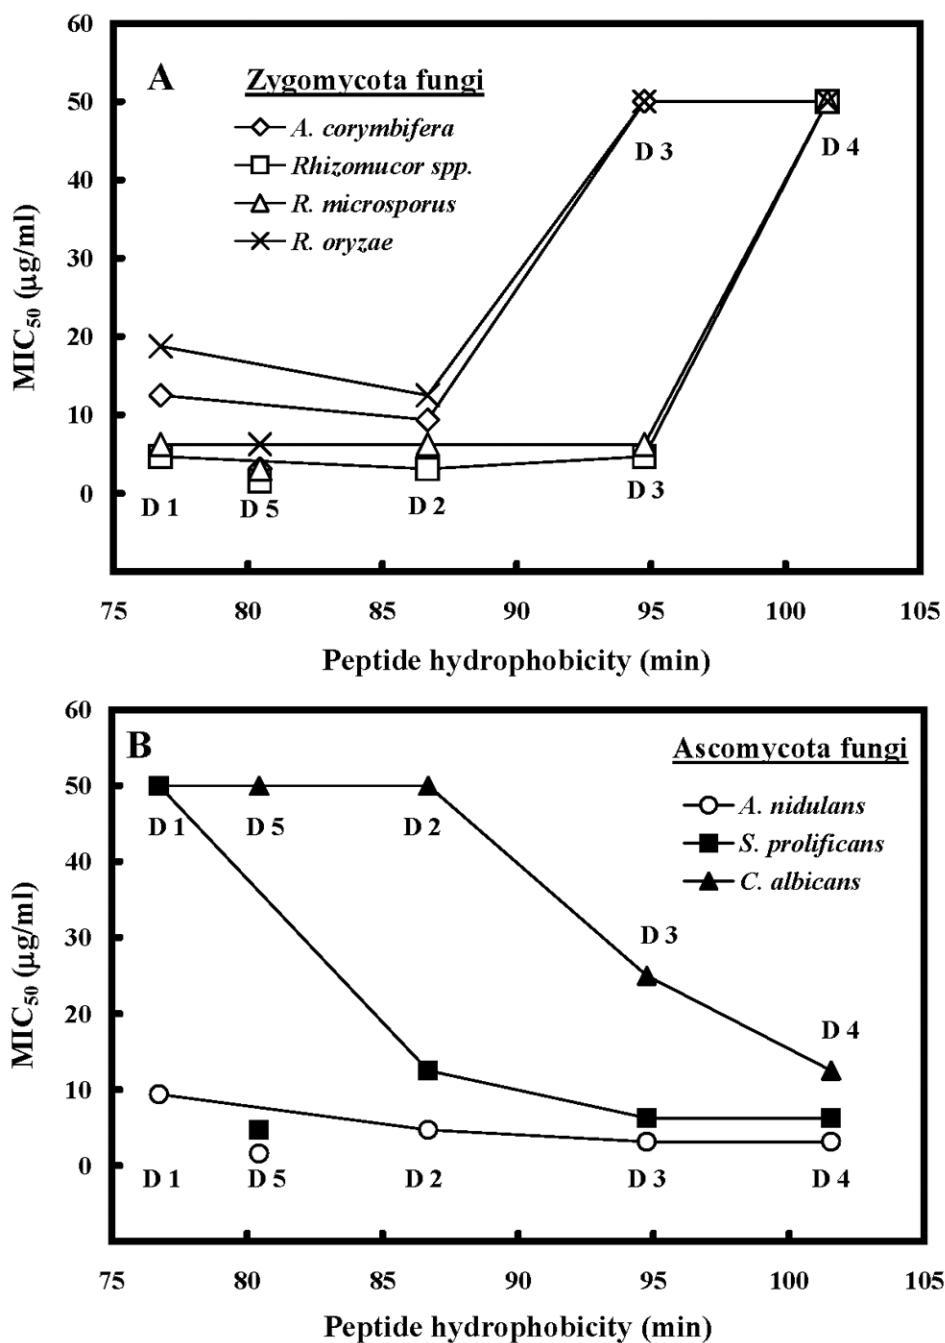 60
A
Zygomycota fungi
50
A. corymbifera
D 3
D 4
Rhizomucor spp.
40
R. microsporus
R. oryzae
30
MIC₅₀ (µg/ml)
20
10
0
D 1
D 5
D 2
D 3
75 80 85 90 95 100 105
Peptide hydrophobicity (min)
60
B
Ascomycota fungi
50
A. nidulans
D 1
D 5
D 2
S. prolificans
40
C. albicans
30
D 3
MIC₅₀ (µg/ml)
20
D 4
10
0
D 1
D 5
D 2
D 3
D 4
75 80 85 90 95 100 105
Peptide hydrophobicity (min)